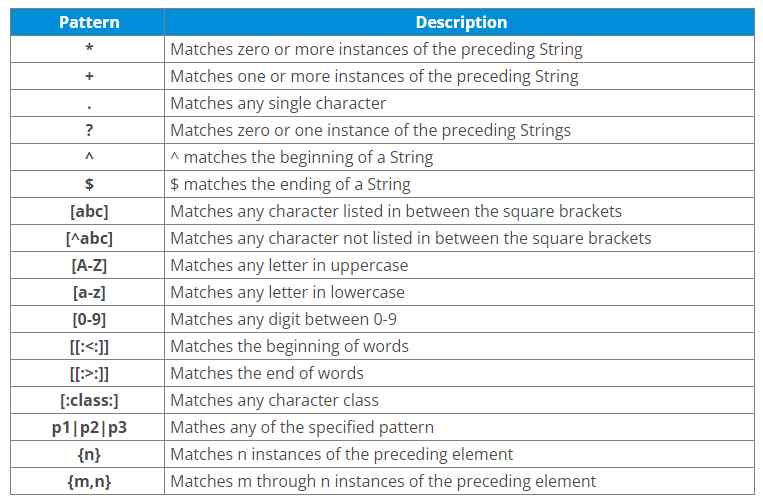 Pattern Description
* Matches zero or more instances of the preceding String
+ Matches one or more instances of the preceding String
. Matches any single character
? Matches zero or one instance of the preceding Strings
^ ^ matches the beginning of a String
$ $ matches the ending of a String
[abc] Matches any character listed in between the square brackets
[^abc] Matches any character not listed in between the square brackets
[A-Z] Matches any letter in uppercase
[a-z] Matches any letter in lowercase
[0-9] Matches any digit between 0-9
[[:<:]] Matches the beginning of words
[[:>:]] Matches the end of words
[:class:] Matches any character class
p1|p2|p3 Mathes any of the specified pattern
{n} Matches n instances of the preceding element
{m,n} Matches m through n instances of the preceding element